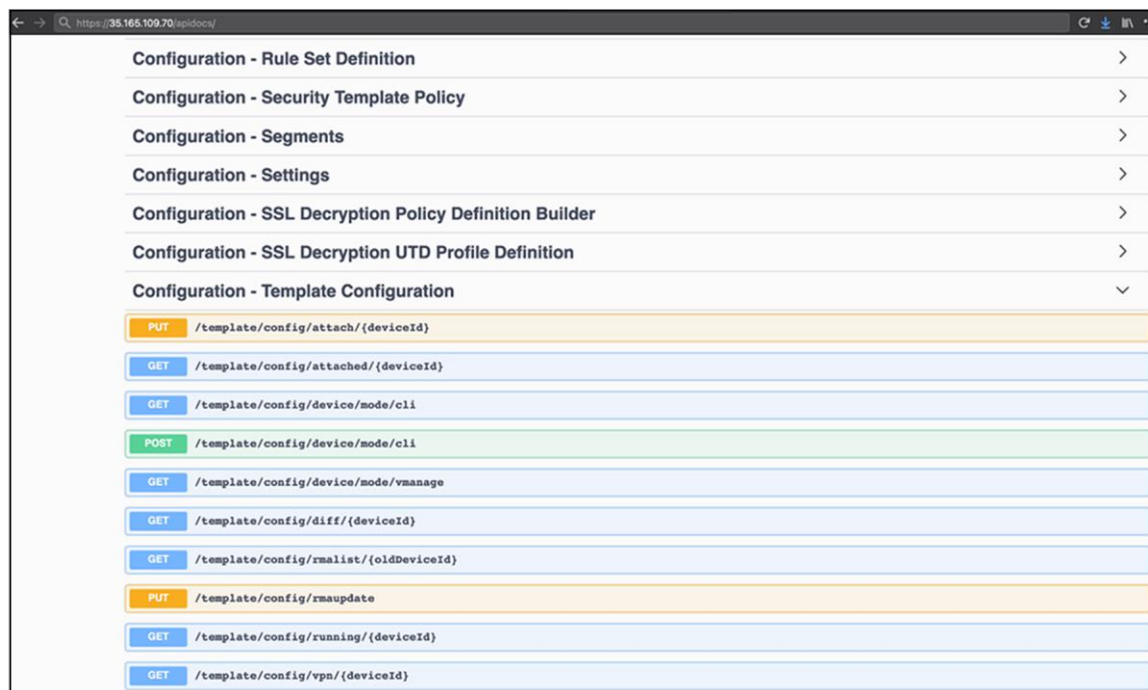 https://35.165.109.70/apidocs/
Configuration - Rule Set Definition
Configuration - Security Template Policy
Configuration - Segments
Configuration - Settings
Configuration - SSL Decryption Policy Definition Builder
Configuration - SSL Decryption UTD Profile Definition
Configuration - Template Configuration
PUT /template/config/attach/{deviceId}
GET /template/config/attached/{deviceId}
GET /template/config/device/mode/cli
POST /template/config/device/mode/cli
GET /template/config/device/mode/vmanage
GET /template/config/diff/{deviceId}
GET /template/config/rmalist/{oldDeviceId}
PUT /template/config/rmaupdate
GET /template/config/running/{deviceId}
GET /template/config/vpn/{deviceId}